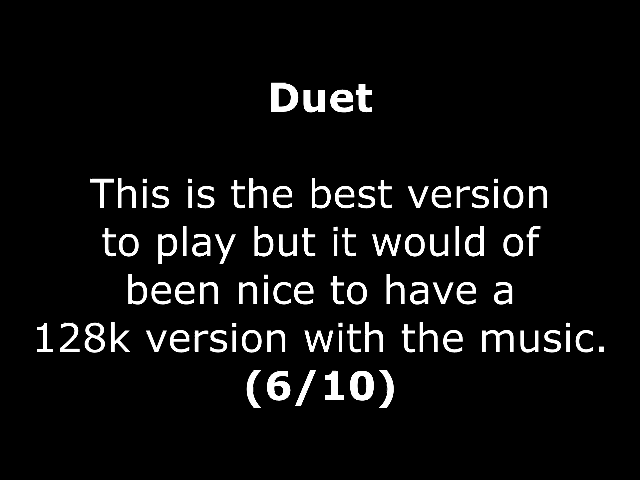 Duet
This is the best version
to play but it would of
been nice to have a
128k version with the music.
(6/10)